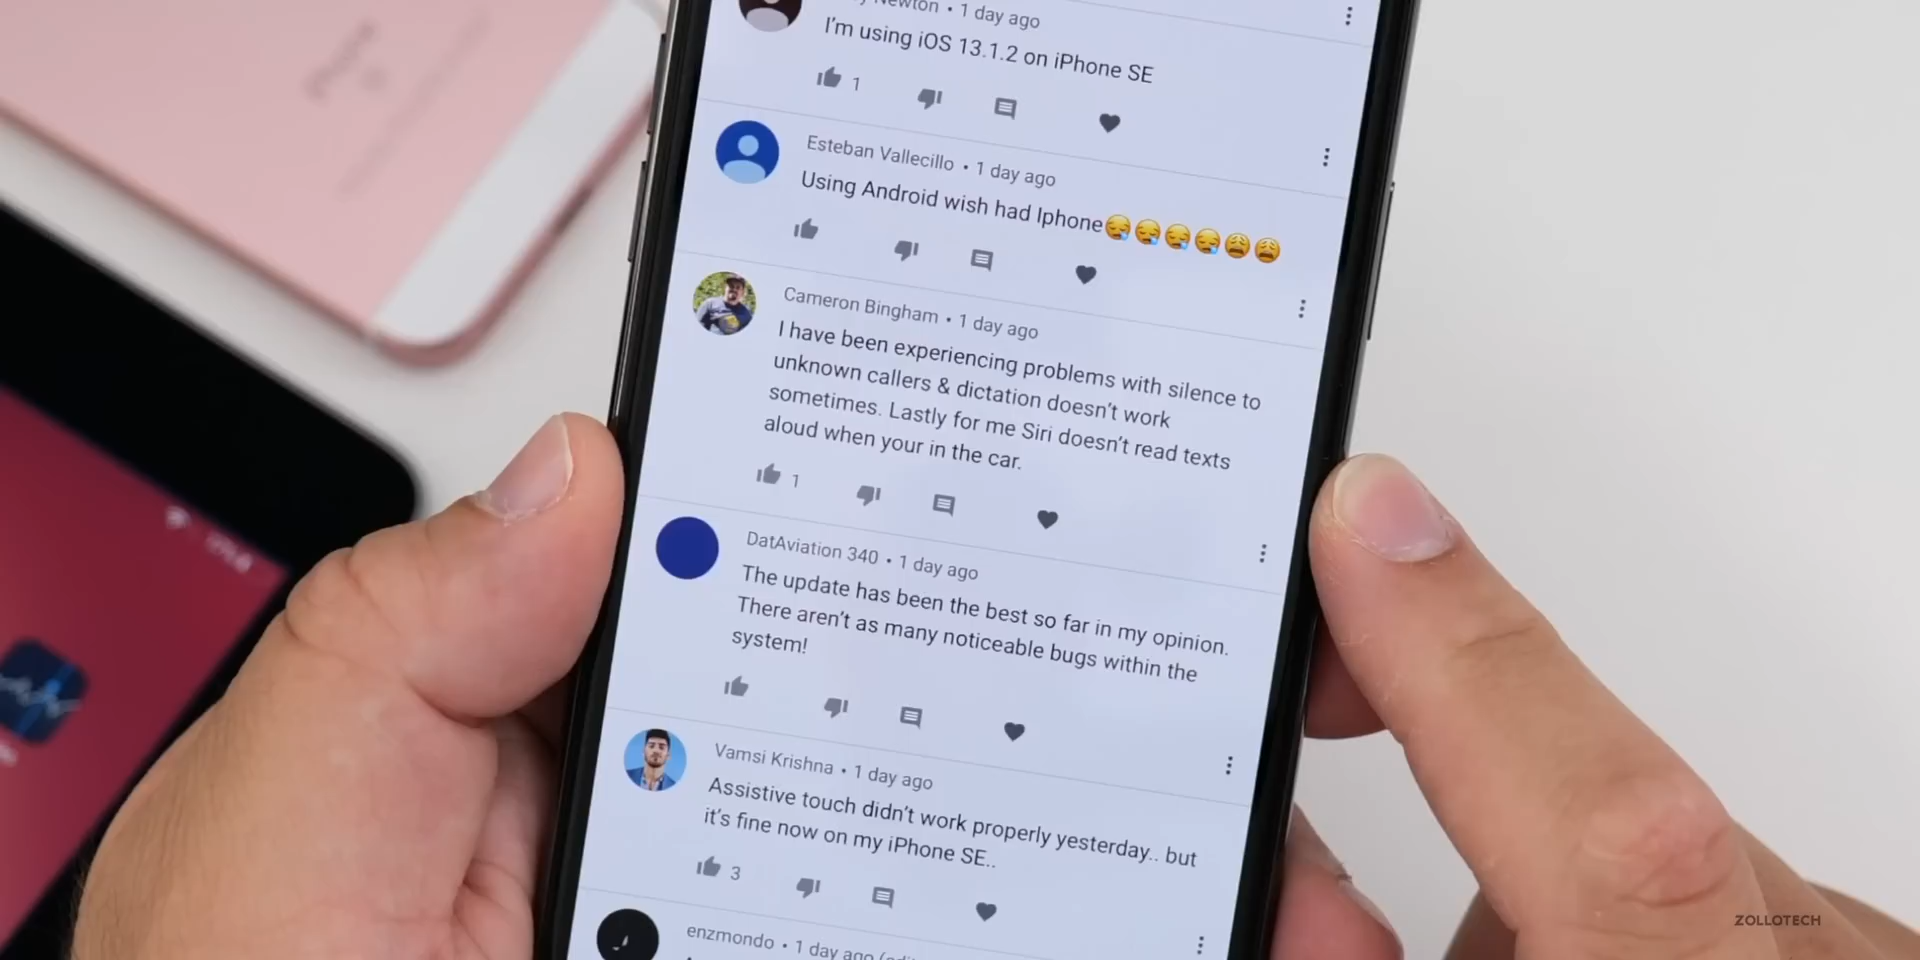 Newton • 1 day ago
I'm using iOS 13.1.2 on iPhone SE
1
Esteban Vallecillo • 1 day ago
Using Android wish had Iphone😪😪😪😪😩😩
Cameron Bingham • 1 day ago
I have been experiencing problems with silence to
unknown callers & dictation doesn't work
sometimes. Lastly for me Siri doesn't read texts
aloud when your in the car.
1
DatAviation 340 • 1 day ago
The update has been the best so far in my opinion.
There aren't as many noticeable bugs within the
system!
Vamsi Krishna • 1 day ago
Assistive touch didn't work properly yesterday.. but
it's fine now on my iPhone SE..
3
enzmondo • 1 day ago
ZOLLOTECH